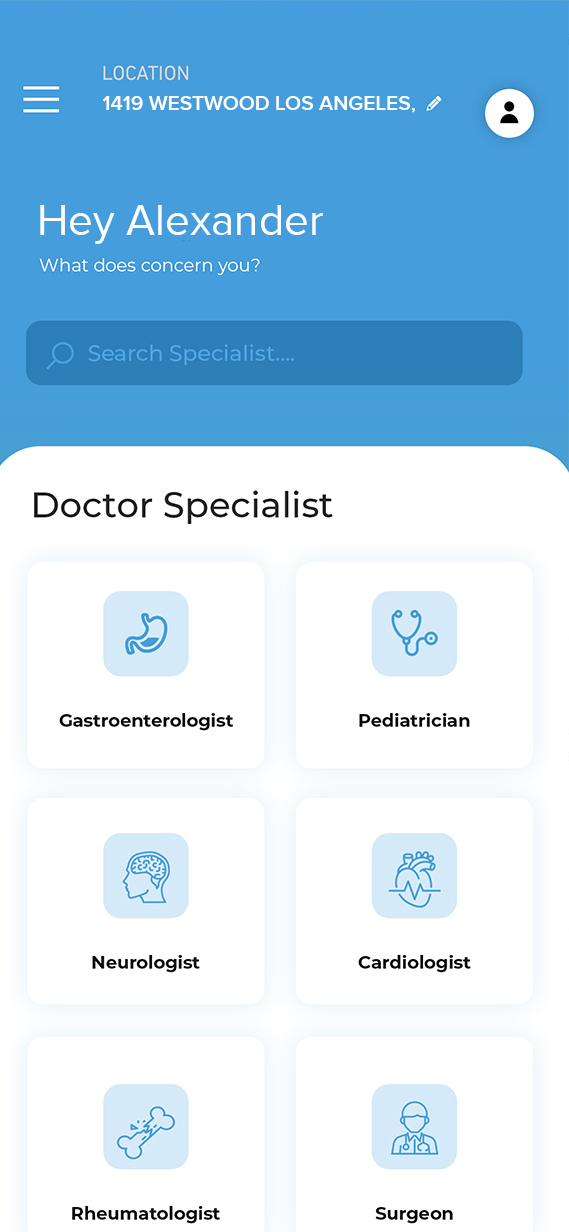 LOCATION
1419 WESTWOOD LOS ANGELES,
Hey Alexander
What does concern you?
Search Specialist....
Doctor Specialist
Gastroenterologist
Pediatrician
Neurologist
Cardiologist
Rheumatologist
Surgeon